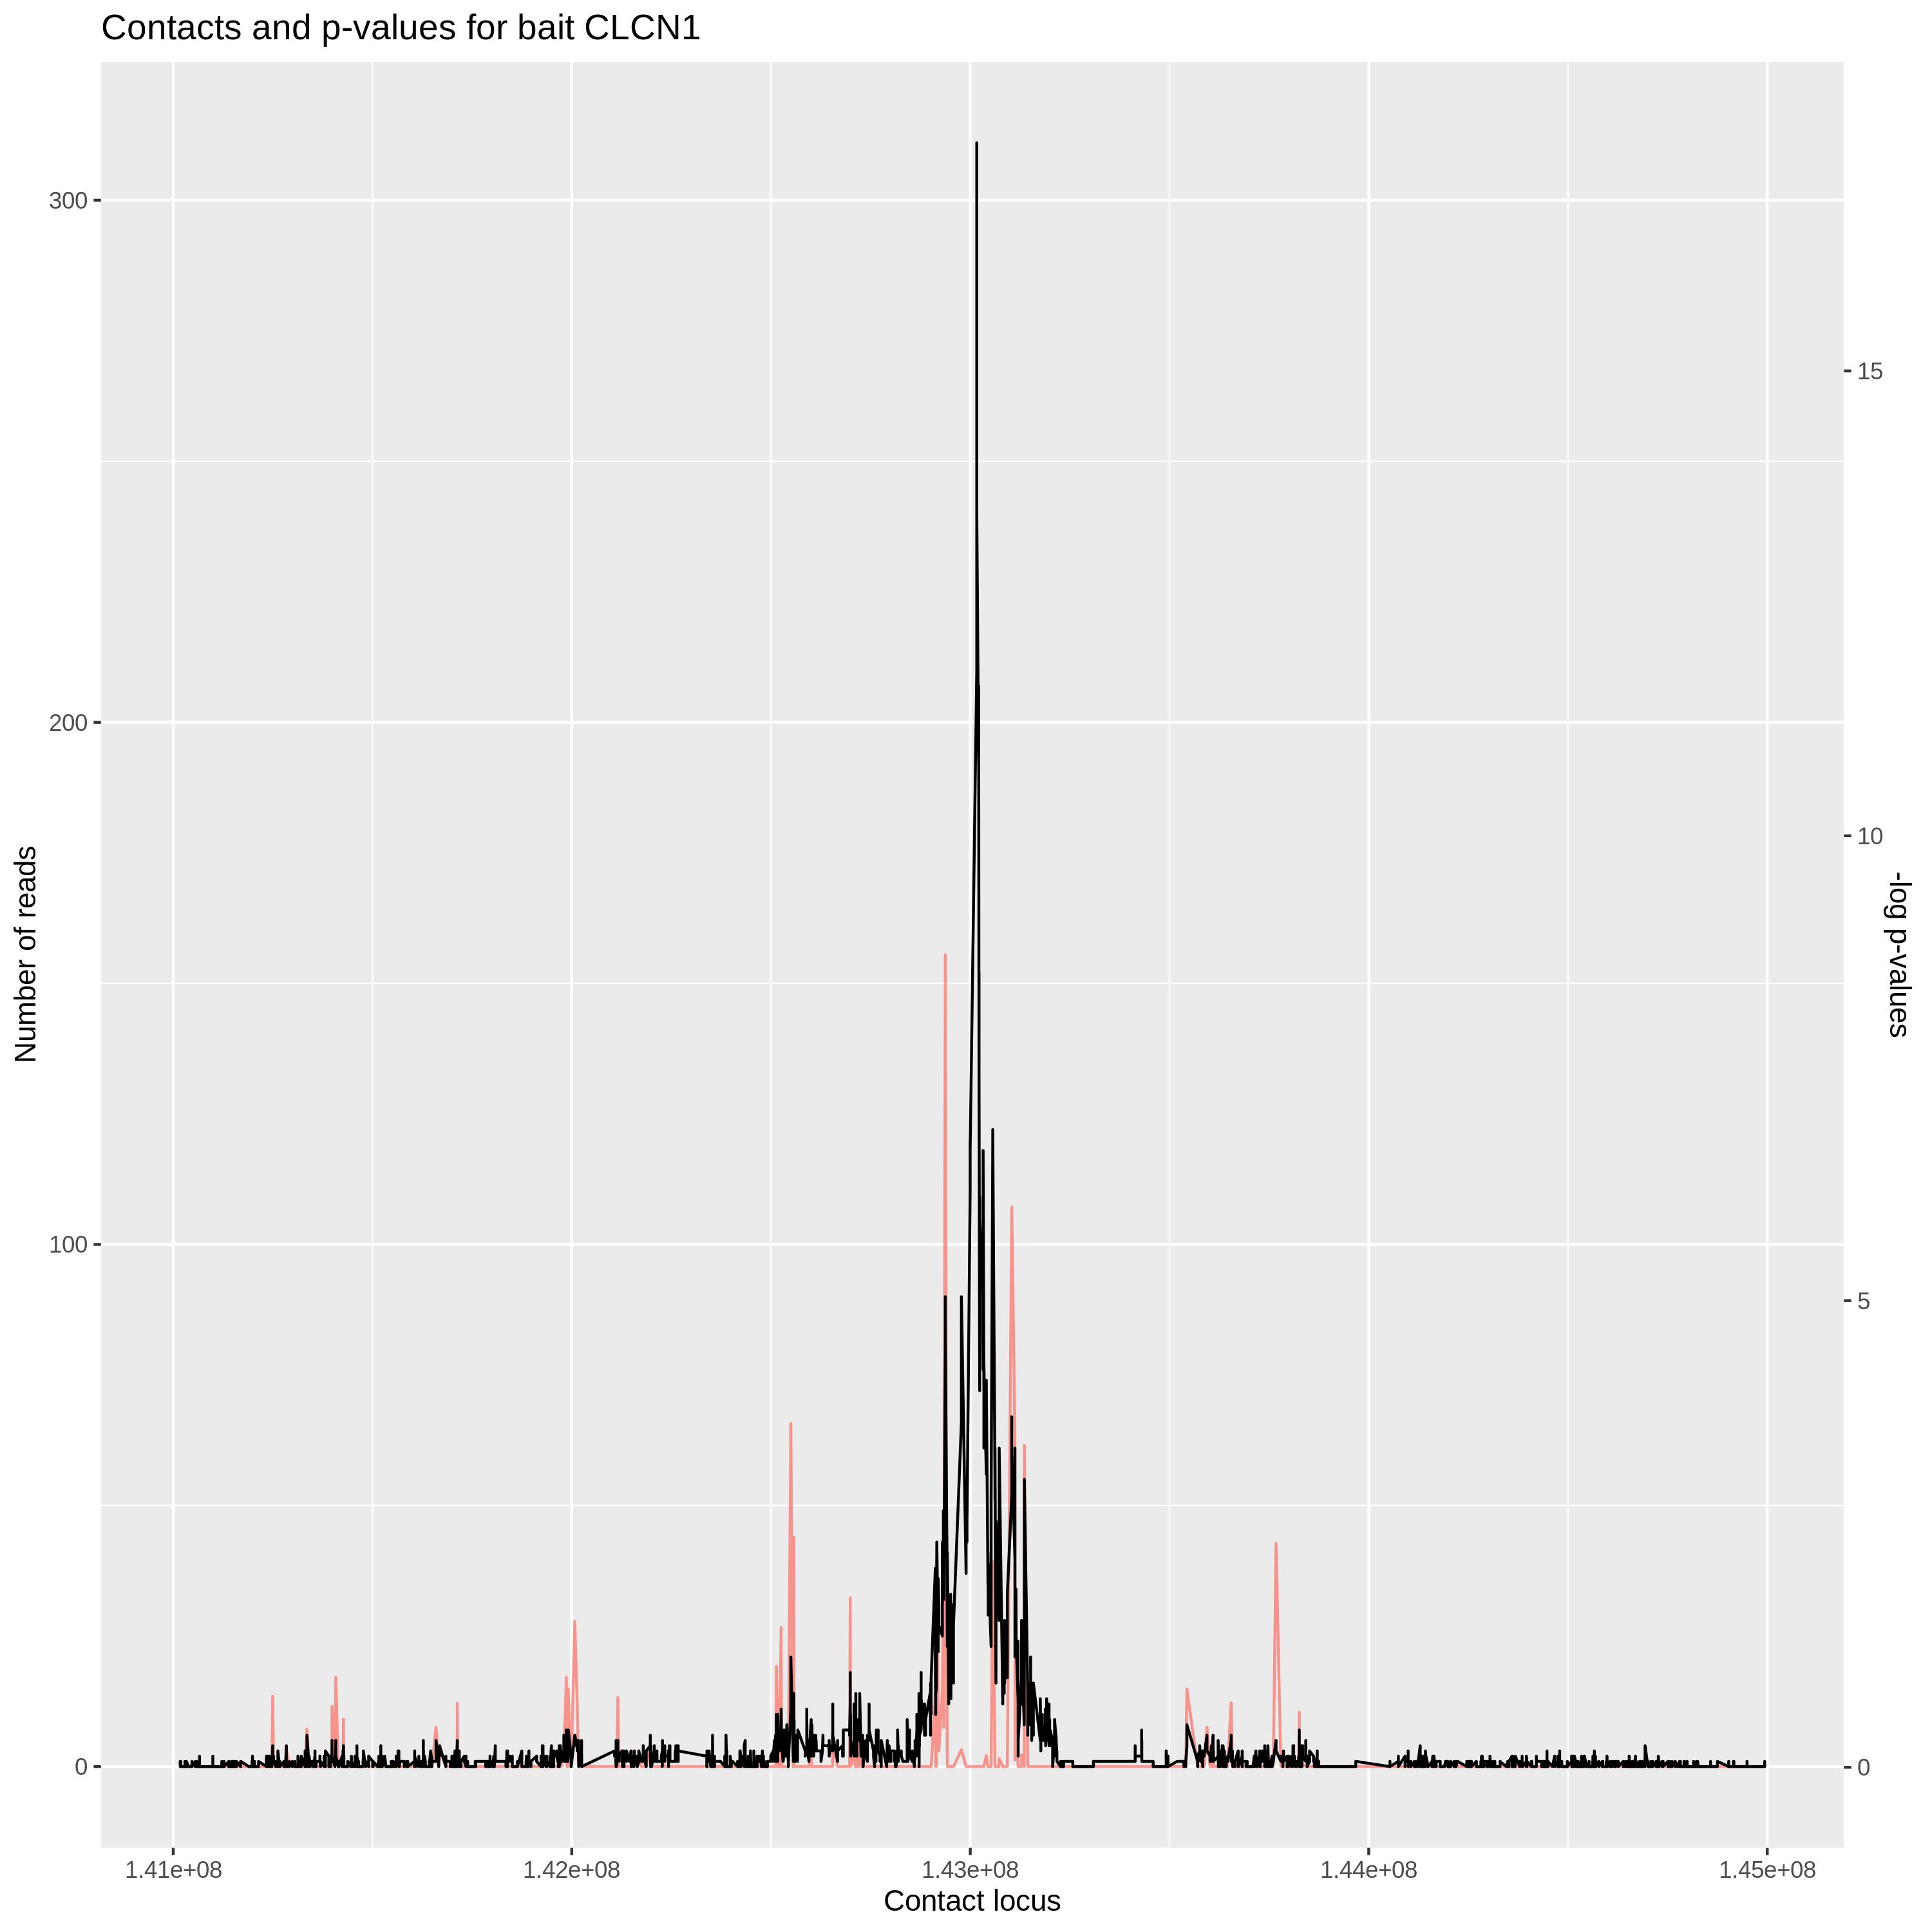 Contacts and p-values for bait CLCN1
300
200
100
0
Number of reads
15
10
5
0
-log p-values
1.41e+08 1.42e+08 1.43e+08 1.44e+08 1.45e+08
Contact locus